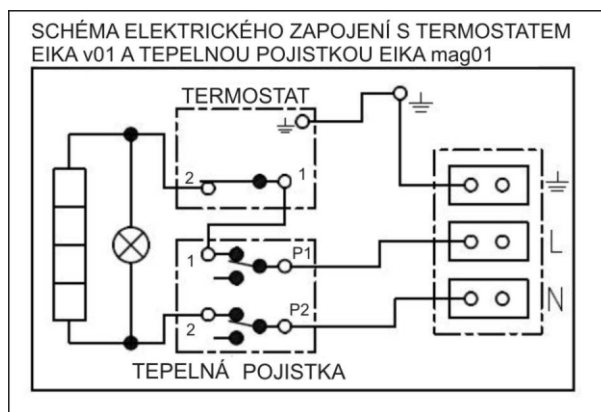 SCHÉMA ELEKTRICKÉHO ZAPOJENÍ S TERMOSTATEM
EIKA v01 A TEPELNOU POJISTKOU EIKA mag01
TERMOSTAT
2
1
1
P1
L
2
P2
N
TEPELNÁ POJISTKA